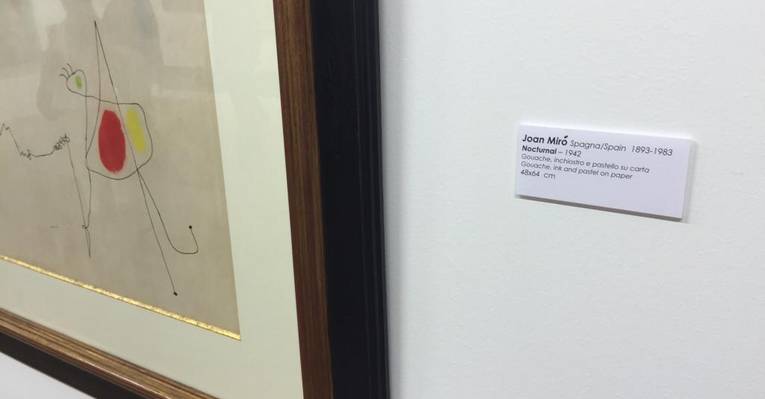 Joan Miró Spagna/Spain 1893-1983
Nocturnal – 1942
Gouache, inchiostro e pastello su carta
Gouache, ink and pastel on paper
48x64 cm